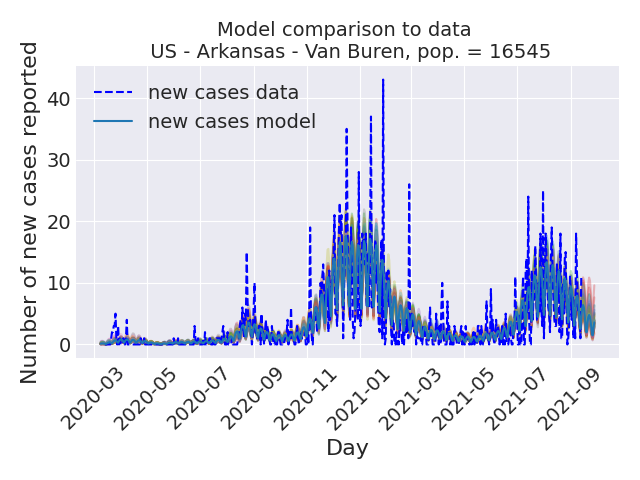 Model comparison to data
US - Arkansas - Van Buren, pop. = 16545
Number of new cases reported
40
30
20
10
0
new cases data
new cases model
2020-03
2020-05
2020-07
2020-09
2020-11
2021-01
2021-03
2021-05
2021-07
2021-09
Day